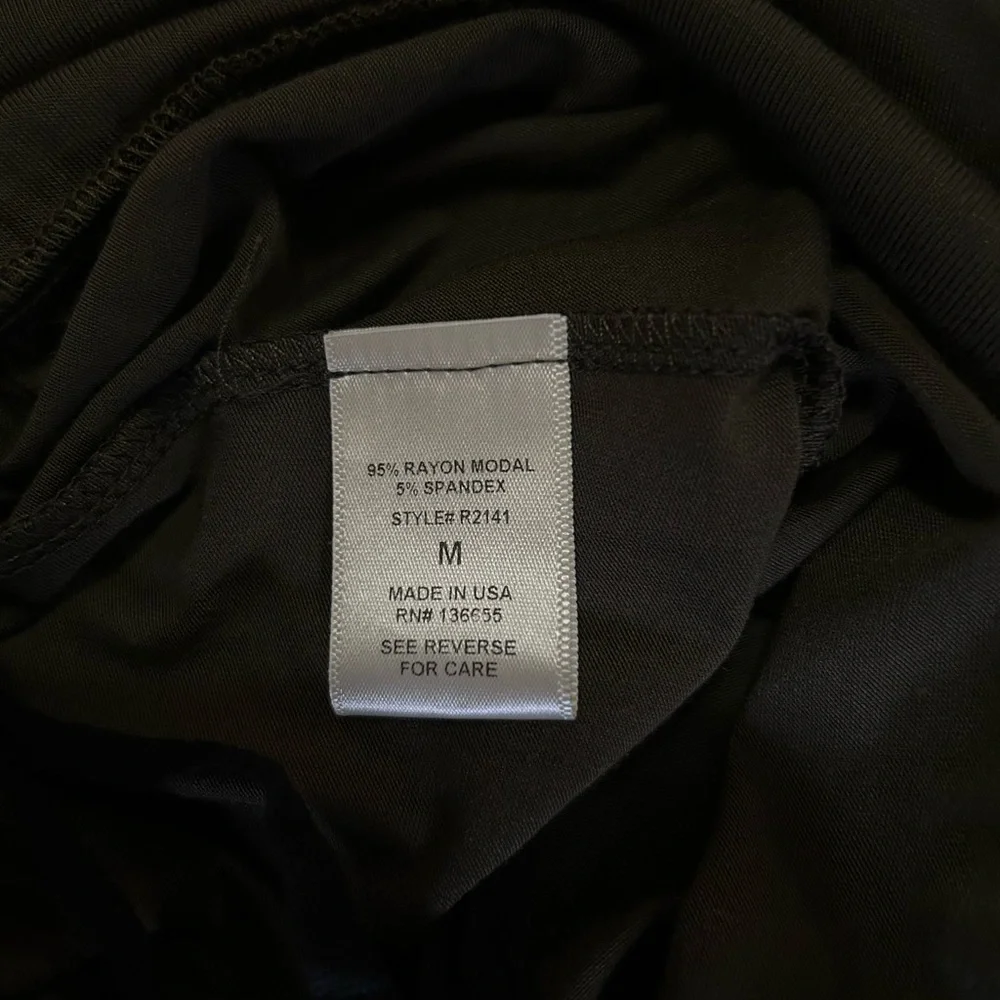 95% RAYON MODAL
5% SPANDEX
STYLE# R2141
M
MADE IN USA
RN# 136655
SEE REVERSE
FOR CARE